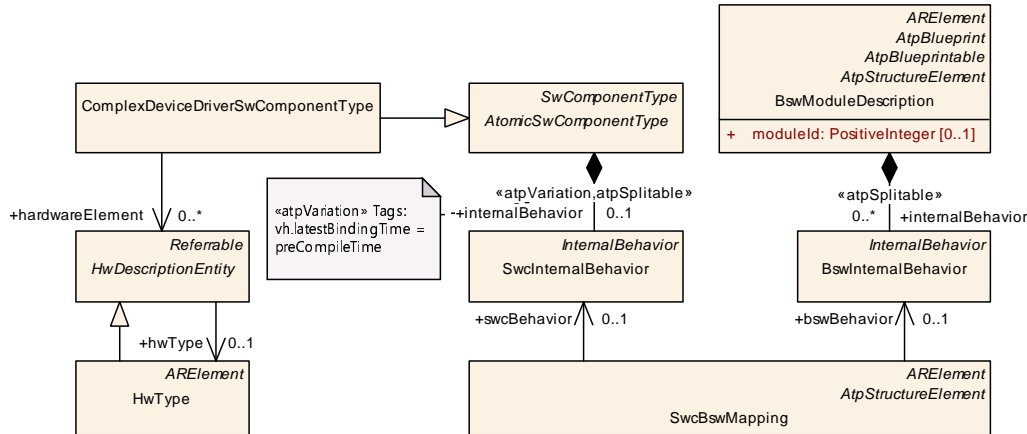 ARElement
AtpBlueprint
AtpBlueprintable
AtpStructureElement
BswModuleDescription
+ moduleId: PositiveInteger [0..1]
ComplexDeviceDriverSwComponentType
SwComponentType
AtomicSwComponentType
«atpVariation» Tags:
vh.latestBindingTime =
preCompileTime
«atpVariation,atpSplitable»
+internalBehavior 0..1
«atpSplitable»
0..* +internalBehavior
+hardwareElement 0..*
Referrable
HwDescriptionEntity
InternalBehavior
SwcInternalBehavior
InternalBehavior
BswInternalBehavior
+swcBehavior 0..1
+bswBehavior 0..1
+hwType 0..1
ARElement
HwType
ARElement
AtpStructureElement
SwcBswMapping